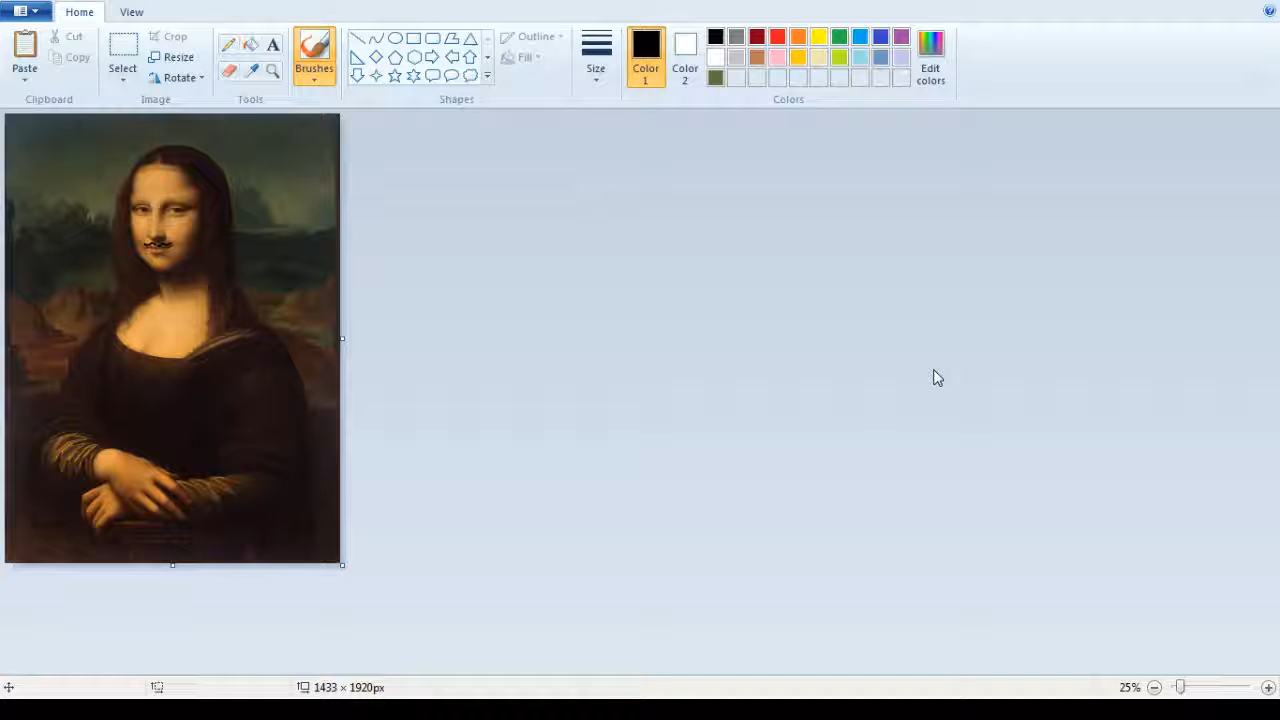 Home View
Paste Cut Copy Clipboard
Select Crop Resize Rotate Image
A Tools
Brushes
Outline Fill Shapes
Size
Color 1
Color 2
Edit colors
Colors
1433 × 1920px 25%